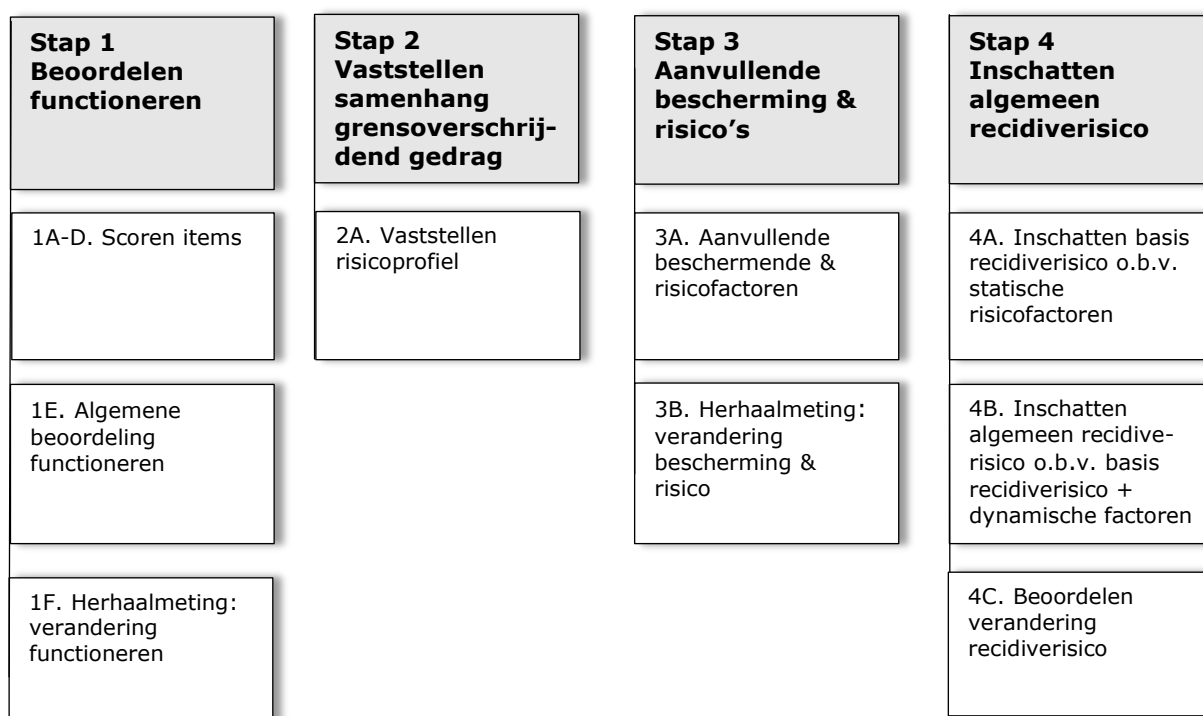 Stap 1
Beoordelen
functioneren
1A-D. Scoren items
1E. Algemene
beoordeling
functioneren
1F. Herhaalmeting:
verandering
functioneren
Stap 2
Vaststellen
samenhang
grensoverschrij-
dend gedrag
2A. Vaststellen
risicoprofiel
Stap 3
Aanvullende
bescherming &
risico’s
3A. Aanvullende
beschermende &
risicofactoren
3B. Herhaalmeting:
verandering
bescherming &
risico
Stap 4
Inschatten
algemeen
recidiverisico
4A. Inschatten basis
recidiverisico o.b.v.
statische
risicofactoren
4B. Inschatten
algemeen recidive-
risico o.b.v. basis
recidiverisico +
dynamische factoren
4C. Beoordelen
verandering
recidiverisico